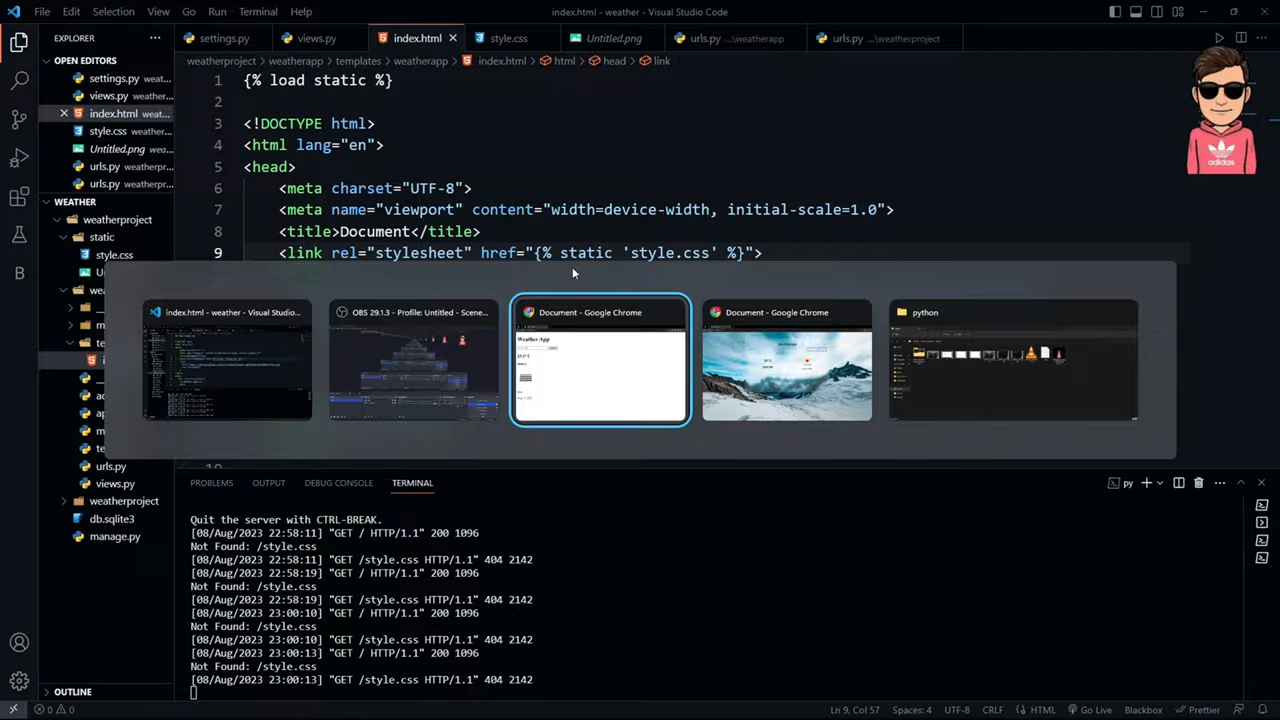 File Edit Selection View Go Run Terminal Help
index.html - weather - Visual Studio Code
EXPLORER
settings.py
views.py
index.html
style.css
Untitled.png
urls.py ...\weatherapp
urls.py ...\weatherproject
OPEN EDITORS
settings.py weat...
views.py weather...
index.html weat...
style.css weather...
Untitled.png wea...
urls.py weatherpr...
urls.py weatherpr...
WEATHER
weatherproject
static
style.css
weatherproject
db.sqlite3
manage.py
urls.py
views.py
OUTLINE
weatherproject > weatherapp > templates > weatherapp > index.html > html > head > link
1 {% load static %}
2
3 <!DOCTYPE html>
4 <html lang="en">
5 <head>
6 <meta charset="UTF-8">
7 <meta name="viewport" content="width=device-width, initial-scale=1.0">
8 <title>Document</title>
9 <link rel="stylesheet" href="{% static 'style.css' %}">
adidas
index.html - weather - Visual Studio...
OBS 29.1.3 - Profile: Untitled - Scene...
Document - Google Chrome
Document - Google Chrome
python
Weather App
PROBLEMS OUTPUT DEBUG CONSOLE TERMINAL
py
Quit the server with CTRL-BREAK.
[08/Aug/2023 22:58:11] "GET / HTTP/1.1" 200 1096
Not Found: /style.css
[08/Aug/2023 22:58:11] "GET /style.css HTTP/1.1" 404 2142
[08/Aug/2023 22:58:19] "GET / HTTP/1.1" 200 1096
Not Found: /style.css
[08/Aug/2023 22:58:19] "GET /style.css HTTP/1.1" 404 2142
[08/Aug/2023 23:00:10] "GET / HTTP/1.1" 200 1096
Not Found: /style.css
[08/Aug/2023 23:00:10] "GET /style.css HTTP/1.1" 404 2142
[08/Aug/2023 23:00:13] "GET / HTTP/1.1" 200 1096
Not Found: /style.css
[08/Aug/2023 23:00:13] "GET /style.css HTTP/1.1" 404 2142
0 0
Ln 9, Col 57 Spaces: 4 UTF-8 CRLF HTML Go Live Blackbox Prettier